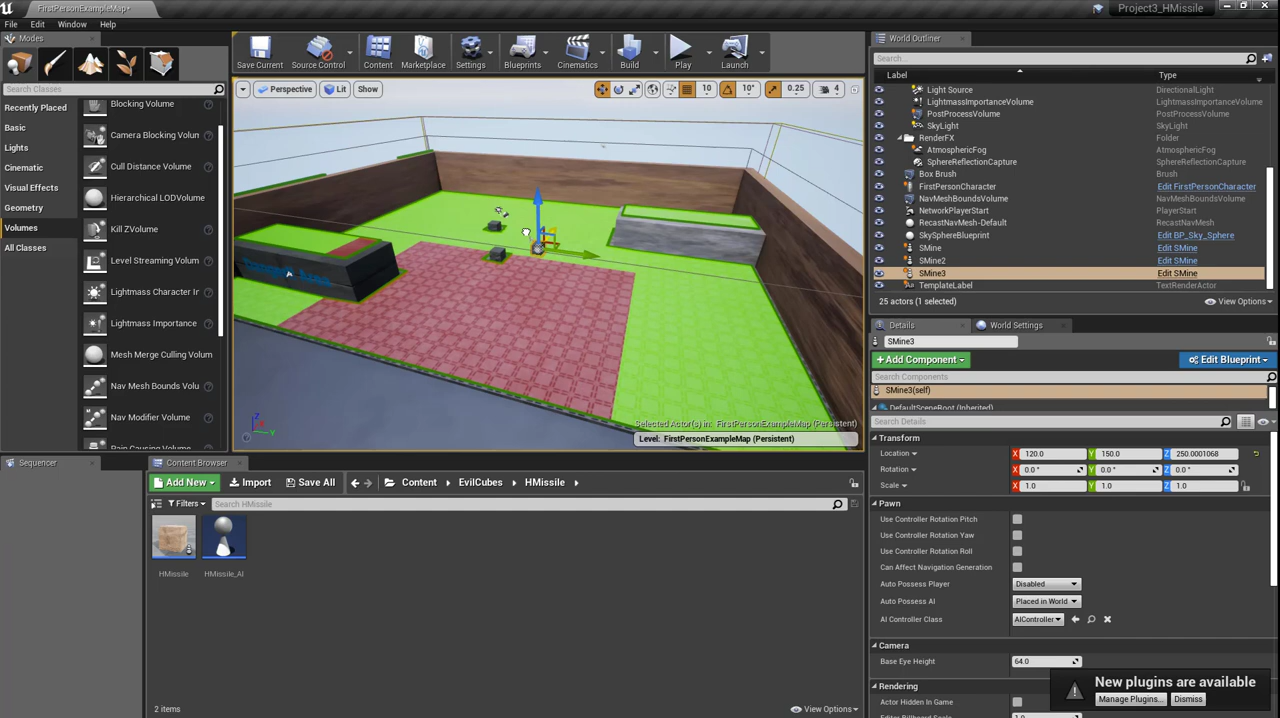 FirstPersonExampleMap*
Project3_HMissile
File Edit Window Help
Modes
Search Classes
Recently Placed
Basic
Lights
Cinematic
Visual Effects
Geometry
Volumes
All Classes
Blocking Volume
Camera Blocking Volun
Cull Distance Volume
Hierarchical LODVolume
Kill ZVolume
Level Streaming Volum
Lightmass Character Ir
Lightmass Importance
Mesh Merge Culling Volum
Nav Mesh Bounds Volu
Nav Modifier Volume
Pain Causing Volume
Save Current
Source Control
Content
Marketplace
Settings
Blueprints
Cinematics
Build
Play
Launch
Perspective
Lit
Show
10
10°
0.25
4
Selected Actor(s) in: FirstPersonExampleMap (Persistent)
Level: FirstPersonExampleMap (Persistent)
World Outliner
Search...
Label Type
Light Source DirectionalLight
LightmassImportanceVolume LightmassImportanceVolume
PostProcessVolume PostProcessVolume
SkyLight SkyLight
RenderFX Folder
AtmosphericFog AtmosphericFog
SphereReflectionCapture SphereReflectionCapture
Box Brush Brush
FirstPersonCharacter Edit FirstPersonCharacter
NavMeshBoundsVolume NavMeshBoundsVolume
NetworkPlayerStart PlayerStart
RecastNavMesh-Default RecastNavMesh
SkySphereBlueprint Edit BP_Sky_Sphere
SMine Edit SMine
SMine2 Edit SMine
SMine3 Edit SMine
TemplateLabel TextRenderActor
25 actors (1 selected)
View Options
Details
World Settings
SMine3
+Add Component
Edit Blueprint
Search Components
SMine3(self)
DefaultSceneRoot (Inherited)
Search Details
Transform
Location X 120.0 Y 150.0 Z 250.0001068
Rotation X 0.0 ° Y 0.0 ° Z 0.0 °
Scale X 1.0 Y 1.0 Z 1.0
Pawn
Use Controller Rotation Pitch
Use Controller Rotation Yaw
Use Controller Rotation Roll
Can Affect Navigation Generation
Auto Possess Player Disabled
Auto Possess AI Placed in World
AI Controller Class AIController
Camera
Base Eye Height 64.0
Rendering
Actor Hidden In Game
New plugins are available
Manage Plugins...
Dismiss
Sequencer
Content Browser
Add New
Import
Save All
Content
EvilCubes
HMissile
Filters
Search HMissile
HMissile
HMissile_AI
2 items
View Options